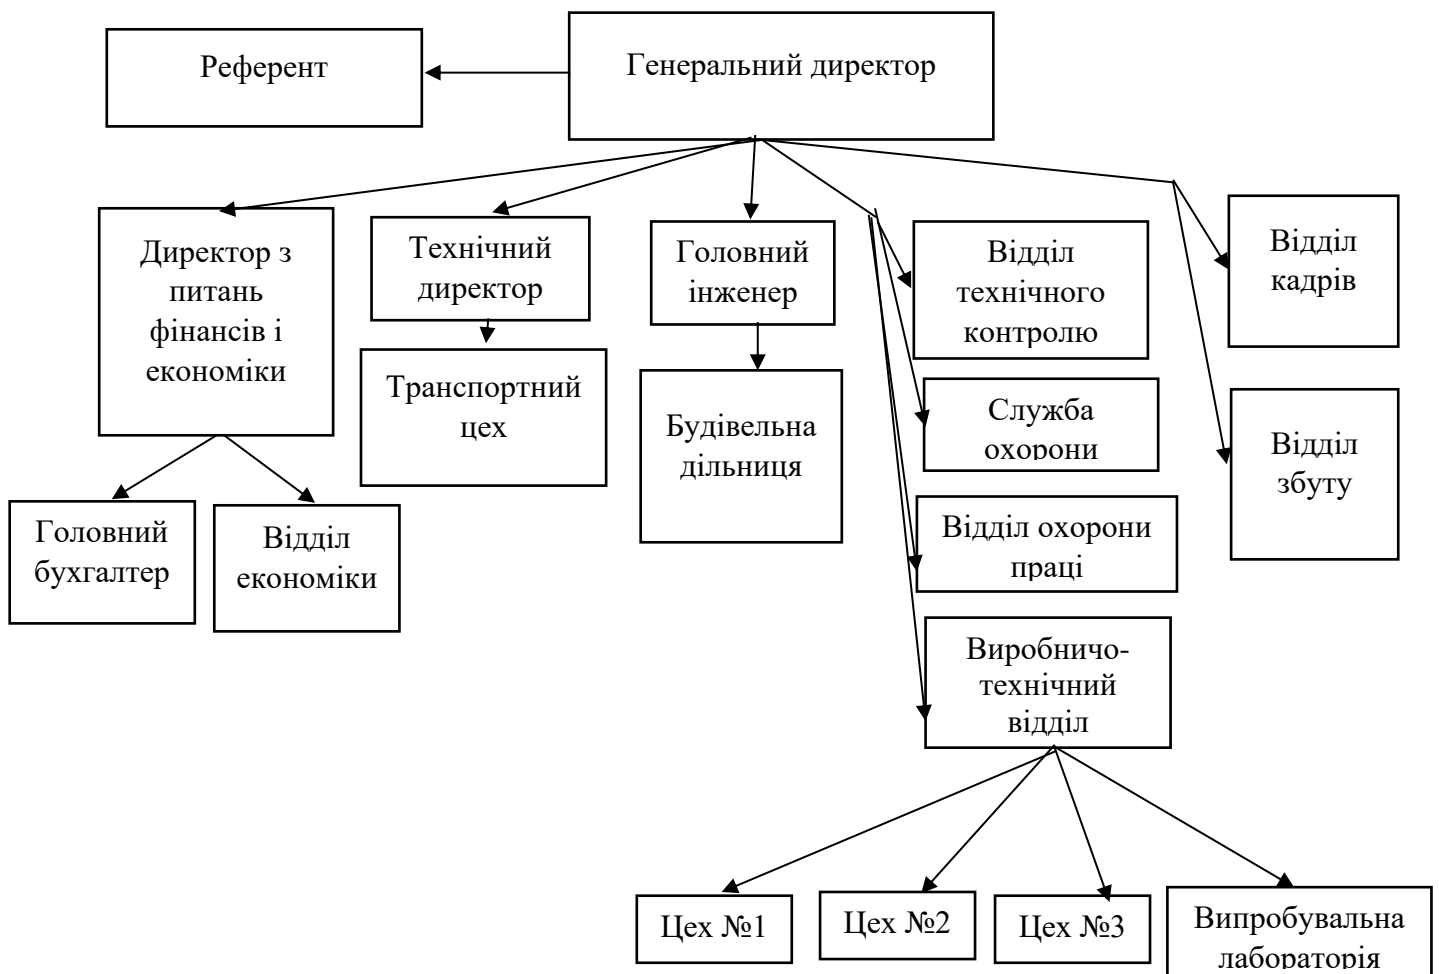 Референт
Генеральний директор
Директор з
питань
фінансів і
економіки
Технічний
директор
Головний
інженер
Відділ
технічного
контролю
Відділ
кадрів
Транспортний
цех
Будівельна
дільниця
Служба
охорони
Відділ
збуту
Головний
бухгалтер
Відділ
економіки
Відділ охорони
праці
Виробничо-
технічний
відділ
Цех №1
Цех №2
Цех №3
Випробувальна
лабораторія